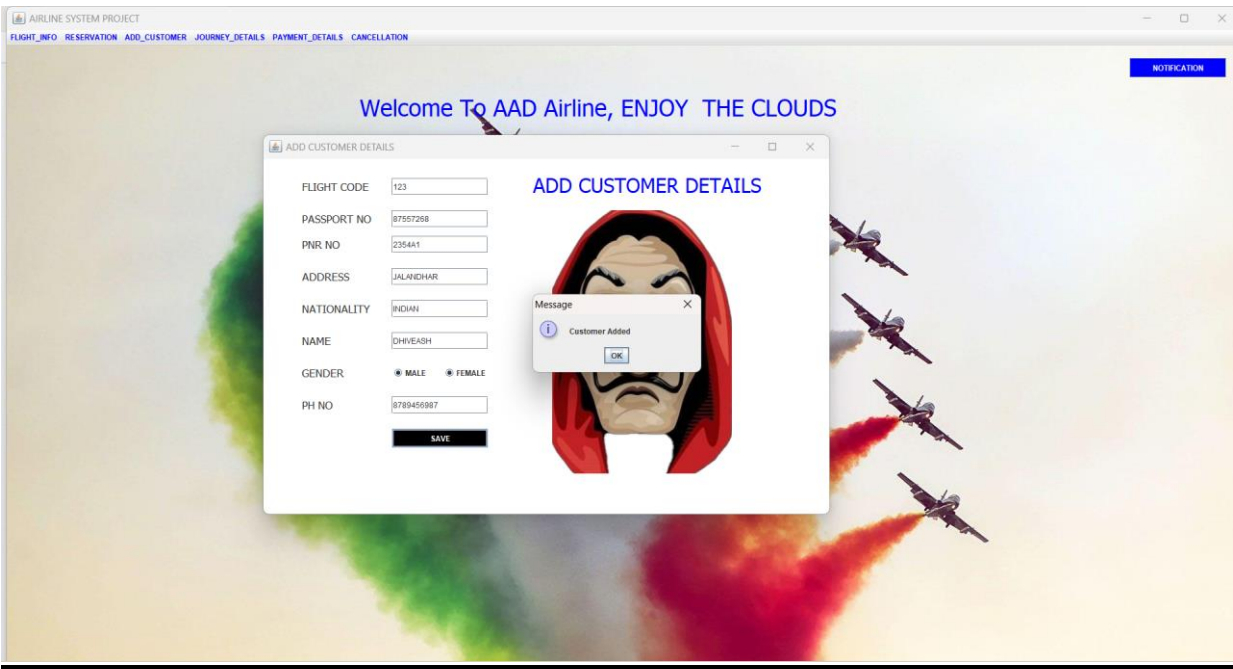 AIRLINE SYSTEM PROJECT
FLIGHT_INFO RESERVATION ADD_CUSTOMER JOURNEY_DETAILS PAYMENT_DETAILS CANCELLATION
NOTIFICATION
Welcome To AAD Airline, ENJOY THE CLOUDS
ADD CUSTOMER DETAILS
ADD CUSTOMER DETAILS
FLIGHT CODE 123
PASSPORT NO 87557268
PNR NO 2354A1
ADDRESS JALANDHAR
NATIONALITY INDIAN
NAME DHIVEASH
GENDER MALE FEMALE
PH NO 8789456987
SAVE
Message
Customer Added
OK